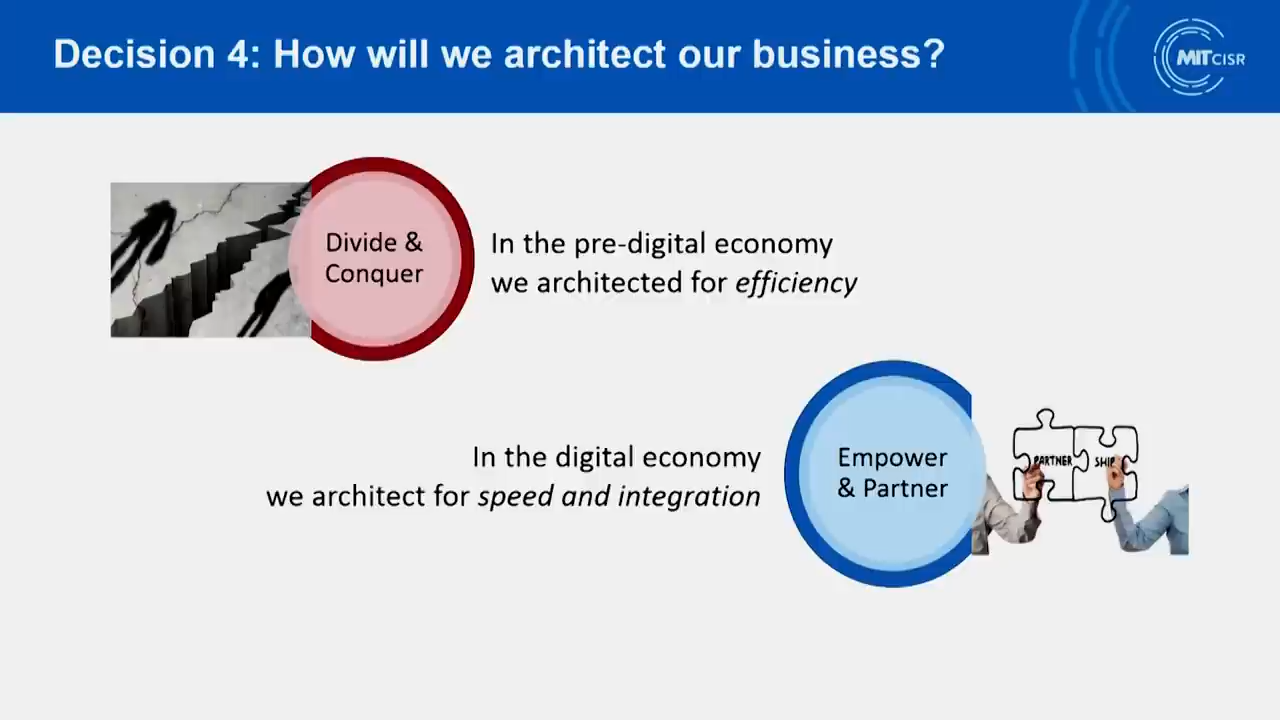 Decision 4: How will we architect our business?
MIT CISR
Divide &
Conquer
In the pre-digital economy
we architected for efficiency
In the digital economy
we architect for speed and integration
Empower
& Partner
PARTNER SHIP